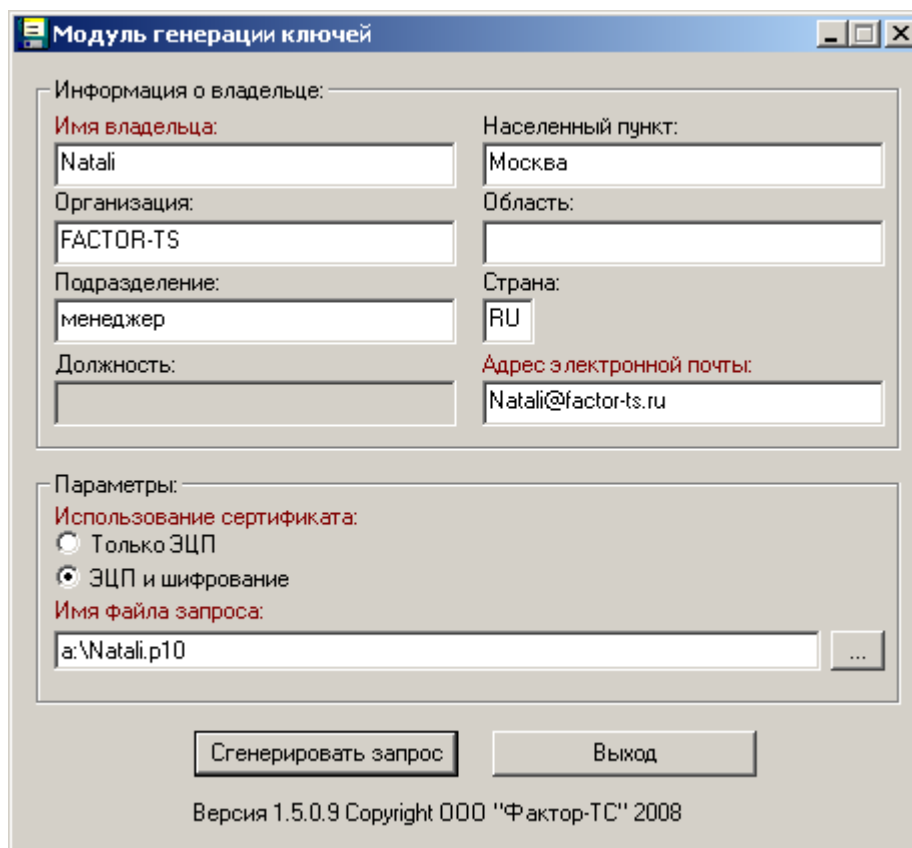 Модуль генерации ключей
Информация о владельце:
Имя владельца: Населенный пункт:
Natali Москва
Организация: Область:
FACTOR-TS
Подразделение: Страна:
менеджер RU
Должность: Адрес электронной почты:
Natali@factor-ts.ru
Параметры:
Использование сертификата:
Только ЭЦП
ЭЦП и шифрование
Имя файла запроса:
a:\Natali.p10 ...
Сгенерировать запрос Выход
Версия 1.5.0.9 Copyright ООО "Фактор-ТС" 2008